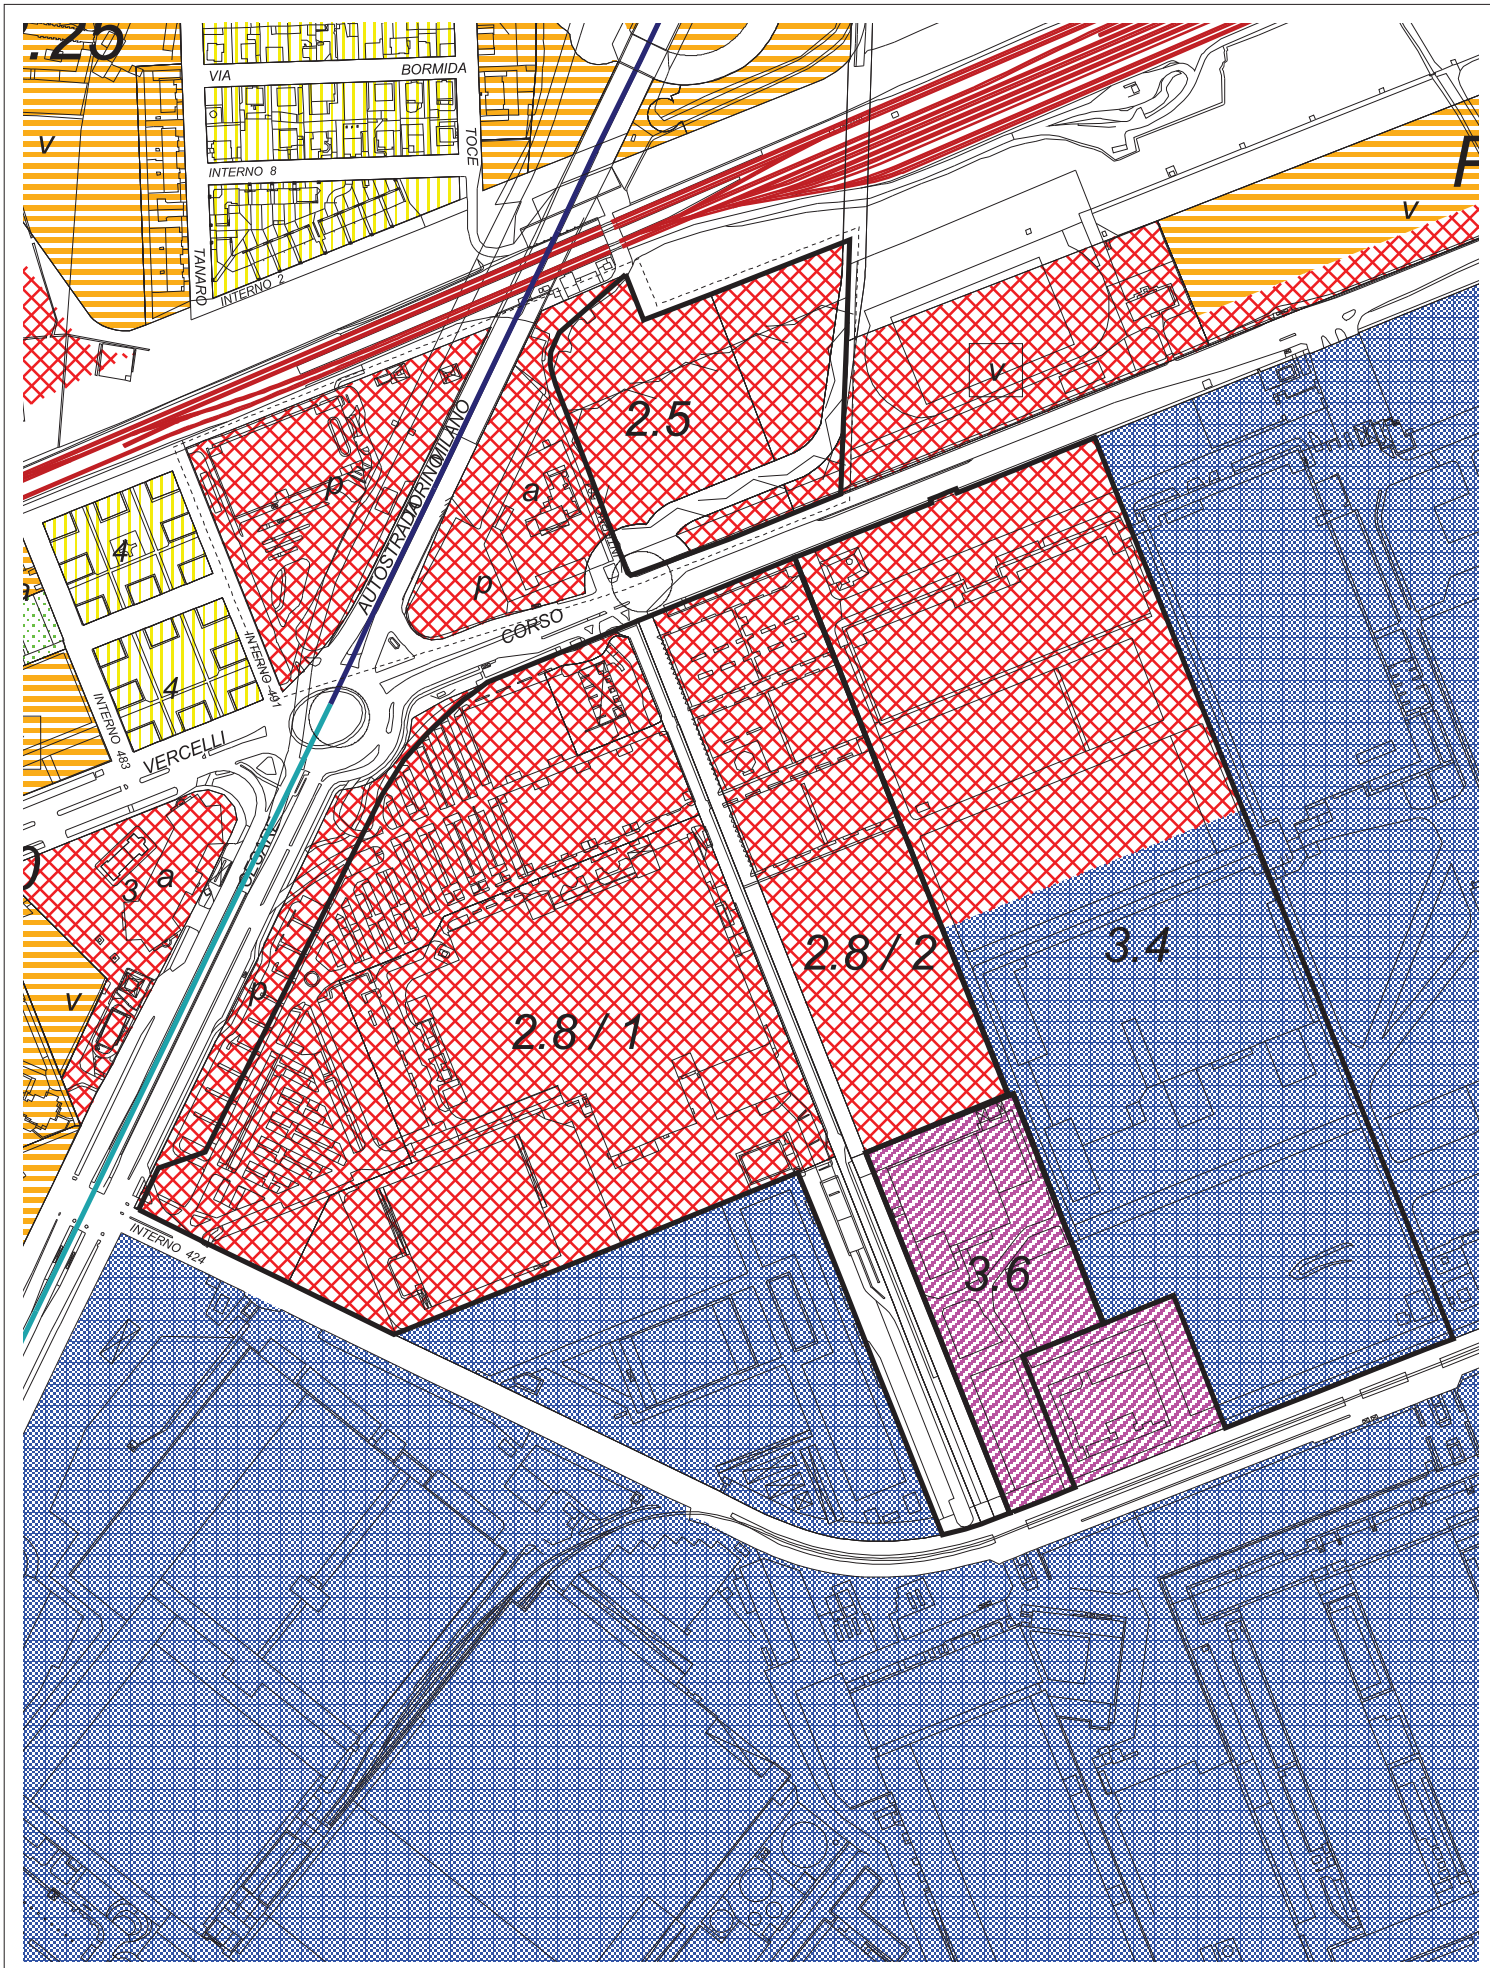 .25
VIA BORMIDA
v
TOCE
INTERNO 8
F
v
TANARO
INTERNO 2
2.5
v
p
AUTOSTRADA TORINO MILANO
a
4
p
CORSO
INTERNO 491
4
INTERNO 483
VERCELLI
3
a
2.8 / 2
3.4
p
v
2.8 / 1
INTERNO 424
3.6